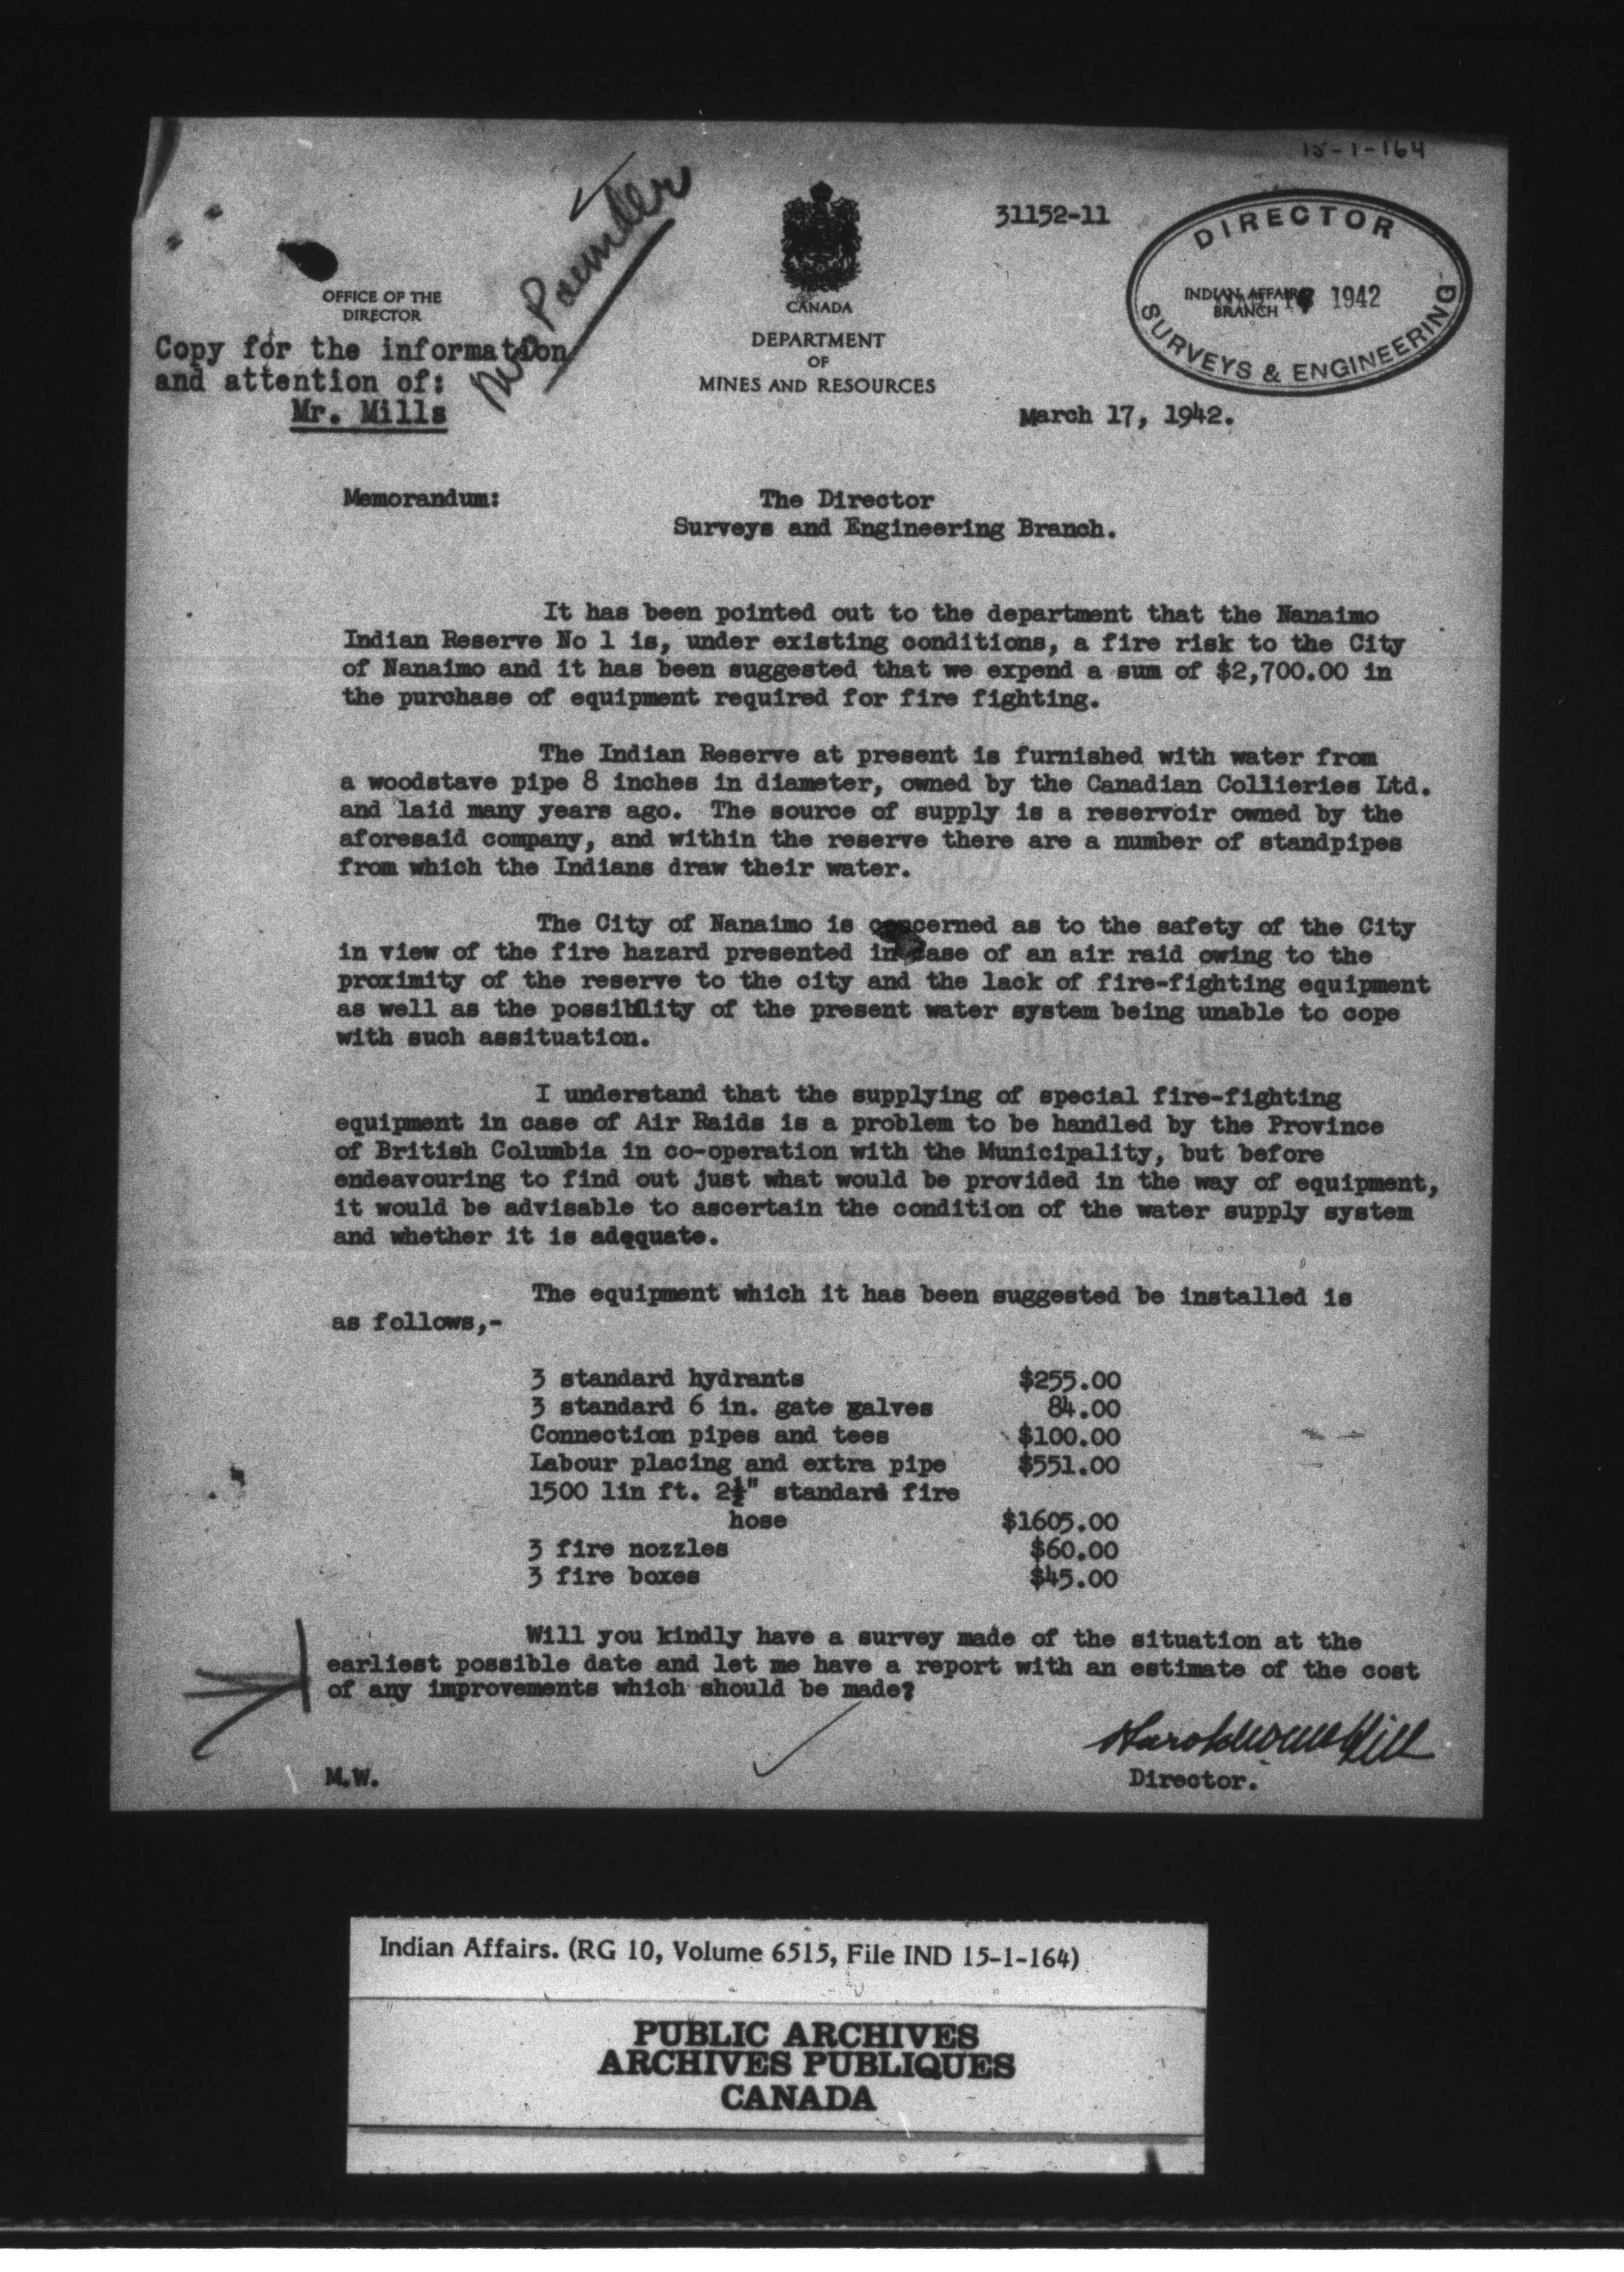 15-1-164
31152-11
DIRECTOR
INDIAN AFFAIRS
BRANCH
1942
SURVEYS & ENGINEERING
OFFICE OF THE
DIRECTOR
CANADA
DEPARTMENT
OF
MINES AND RESOURCES
Copy for the information
and attention of:
Mr. Mills
Mr. Pounder
March 17, 1942.
Memorandum:
The Director
Surveys and Engineering Branch.
It has been pointed out to the department that the Nanaimo
Indian Reserve No 1 is, under existing conditions, a fire risk to the City
of Nanaimo and it has been suggested that we expend a sum of $2,700.00 in
the purchase of equipment required for fire fighting.
The Indian Reserve at present is furnished with water from
a woodstave pipe 8 inches in diameter, owned by the Canadian Collieries Ltd.
and laid many years ago. The source of supply is a reservoir owned by the
aforesaid company, and within the reserve there are a number of standpipes
from which the Indians draw their water.
The City of Nanaimo is concerned as to the safety of the City
in view of the fire hazard presented in case of an air raid owing to the
proximity of the reserve to the city and the lack of fire-fighting equipment
as well as the possibility of the present water system being unable to cope
with such assituation.
I understand that the supplying of special fire-fighting
equipment in case of Air Raids is a problem to be handled by the Province
of British Columbia in co-operation with the Municipality, but before
endeavouring to find out just what would be provided in the way of equipment,
it would be advisable to ascertain the condition of the water supply system
and whether it is adequate.
The equipment which it has been suggested be installed is
as follows,-
3 standard hydrants $255.00
3 standard 6 in. gate valves 84.00
Connection pipes and tees $100.00
Labour placing and extra pipe $551.00
1500 lin ft. 2½" standard fire
hose $1605.00
3 fire nozzles $60.00
3 fire boxes $45.00
Will you kindly have a survey made of the situation at the
earliest possible date and let me have a report with an estimate of the cost
of any improvements which should be made?
M.W.
Director.
Indian Affairs. (RG 10, Volume 6515, File IND 15-1-164)
PUBLIC ARCHIVES
ARCHIVES PUBLIQUES
CANADA